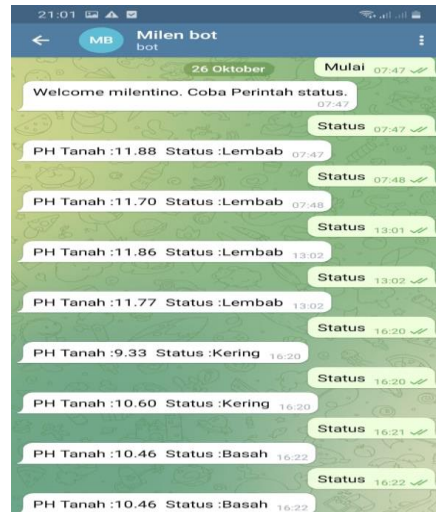 21:01
MB
Milen bot
bot
26 Oktober
Mulai 07:47
Welcome milentino. Coba Perintah status.
07:47
Status 07:47
PH Tanah :11.88 Status :Lembab 07:47
Status 07:48
PH Tanah :11.70 Status :Lembab 07:48
Status 13:01
PH Tanah :11.86 Status :Lembab 13:02
Status 13:02
PH Tanah :11.77 Status :Lembab 13:02
Status 16:20
PH Tanah :9.33 Status :Kering 16:20
Status 16:20
PH Tanah :10.60 Status :Kering 16:20
Status 16:21
PH Tanah :10.46 Status :Basah 16:22
Status 16:22
PH Tanah :10.46 Status :Basah 16:22